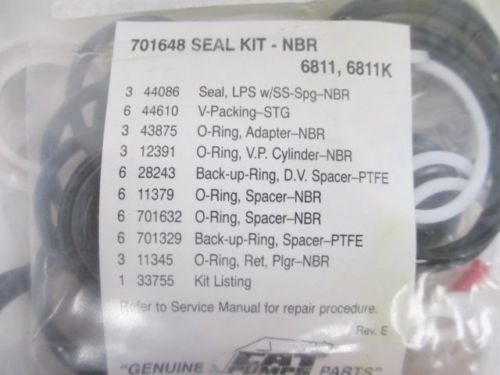 701648 SEAL KIT - NBR
6811, 6811K
3 44086 Seal, LPS w/SS-Spg-NBR
6 44610 V-Packing-STG
3 43875 O-Ring, Adapter-NBR
3 12391 O-Ring, V.P. Cylinder-NBR
6 28243 Back-up-Ring, D.V. Spacer-PTFE
6 11379 O-Ring, Spacer-NBR
6 701632 O-Ring, Spacer-NBR
6 701329 Back-up-Ring, Spacer-PTFE
3 11345 O-Ring, Ret, Plgr-NBR
1 33755 Kit Listing
Refer to Service Manual for repair procedure.
Rev. E
CAT
"GENUINE PUMPS PARTS"